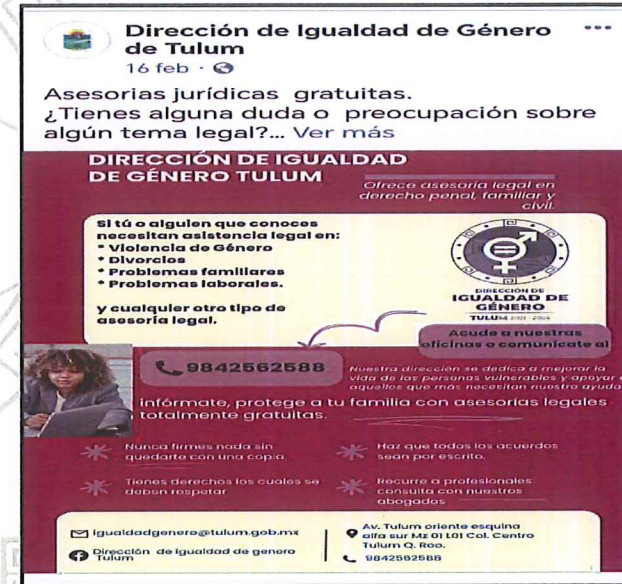 Dirección de Igualdad de Género
de Tulum
16 feb
Asesorias jurídicas gratuitas.
¿Tienes alguna duda o preocupación sobre
algún tema legal?... Ver más
DIRECCIÓN DE IGUALDAD
DE GÉNERO TULUM
Ofrece asesoría legal en
derecho penal, familiar y
civil.
Si tú o alguien que conoces
necesitan asistencia legal en:
* Violencia de Género
* Divorcios
* Problemas familiares
* Problemas laborales.
y cualquier otro tipo de
asesoría legal.
DIRECCIÓN DE
IGUALDAD DE
GÉNERO
TULUM 2021 - 2024
Acude a nuestras
oficinas o comunícate al
9842562588
Nuestra dirección se dedica a mejorar la
vida de las personas vulnerables y apoyar a
aquellos que más necesitan nuestra ayuda
infórmate, protege a tu familia con asesorias legales
totalmente gratuitas.
Nunca firmes nada sin
quedarte con una copia.
Haz que todos los acuerdos
sean por escrito.
Tienes derechos los cuales se
deben respetar
Recurre a profesionales.
consulta con nuestros
abogados
igualdadgenero@tulum.gob.mx
Dirección de igualdad de genero
Tulum
Av. Tulum oriente esquina
alfa sur Mz 01 L01 Col. Centro
Tulum Q. Roo.
9842562588